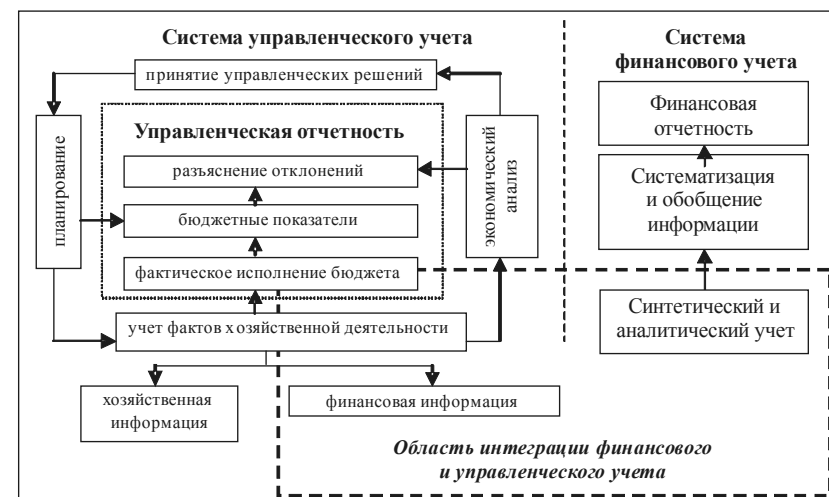 Система управленческого учета
принятие управленческих решений
планирование
Управленческая отчетность
разъяснение отклонений
бюджетные показатели
фактическое исполнение бюджета
экономический
анализ
учет фактов хозяйственной деятельности
хозяйственная
информация
финансовая информация
Система
финансового учета
Финансовая
отчетность
Систематизация
и обобщение
информации
Синтетический и
аналитический учет
Область интеграции финансового
и управленческого учета